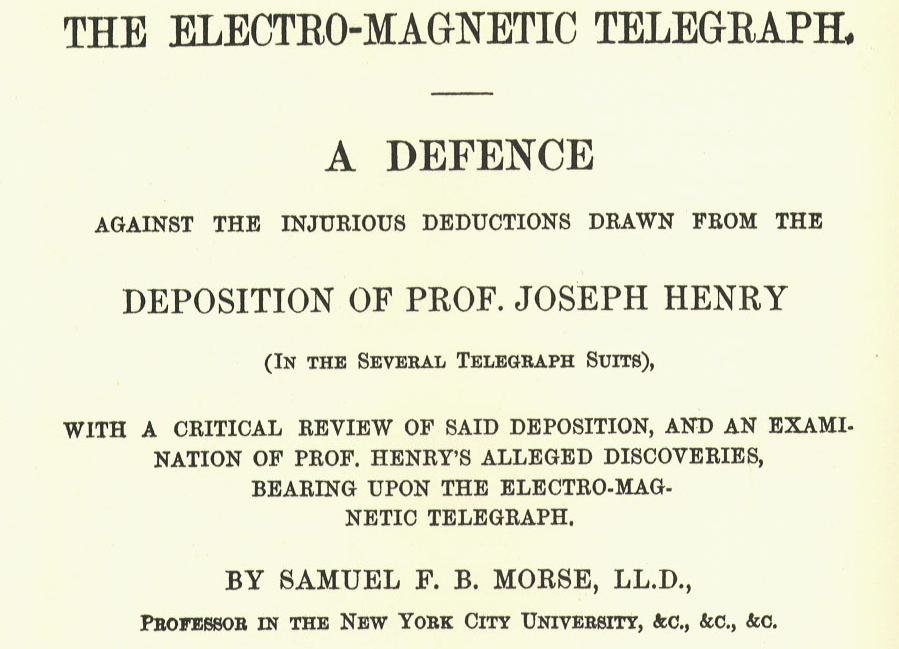 THE ELECTRO-MAGNETIC TELEGRAPH.
A DEFENCE
AGAINST THE INJURIOUS DEDUCTIONS DRAWN FROM THE
DEPOSITION OF PROF. JOSEPH HENRY
(In the Several Telegraph Suits),
WITH A CRITICAL REVIEW OF SAID DEPOSITION, AND AN EXAMI-
NATION OF PROF. HENRY'S ALLEGED DISCOVERIES,
BEARING UPON THE ELECTRO-MAG-
NETIC TELEGRAPH.
BY SAMUEL F. B. MORSE, LL.D.,
Professor in the New York City University, &c., &c., &c.